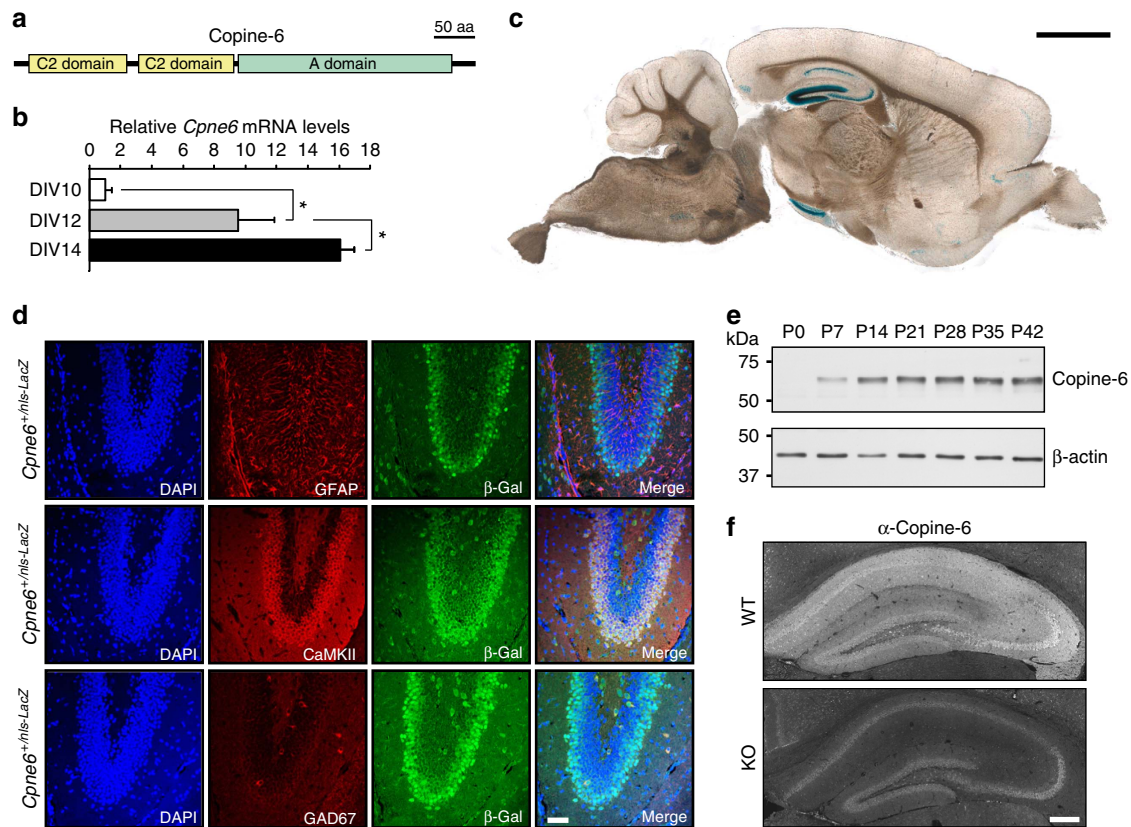 a
Copine-6
50 aa
C2 domain C2 domain A domain
b
Relative Cpne6 mRNA levels
0 2 4 6 8 10 12 14 16 18
DIV10
DIV12
DIV14
*
*
c
d
Cpne6+/nls-LacZ
DAPI GFAP β-Gal Merge
Cpne6+/nls-LacZ
DAPI CaMKII β-Gal Merge
Cpne6+/nls-LacZ
DAPI GAD67 β-Gal Merge
e
P0 P7 P14 P21 P28 P35 P42
kDa
75
50
Copine-6
50
37
β-actin
f
α-Copine-6
WT
KO